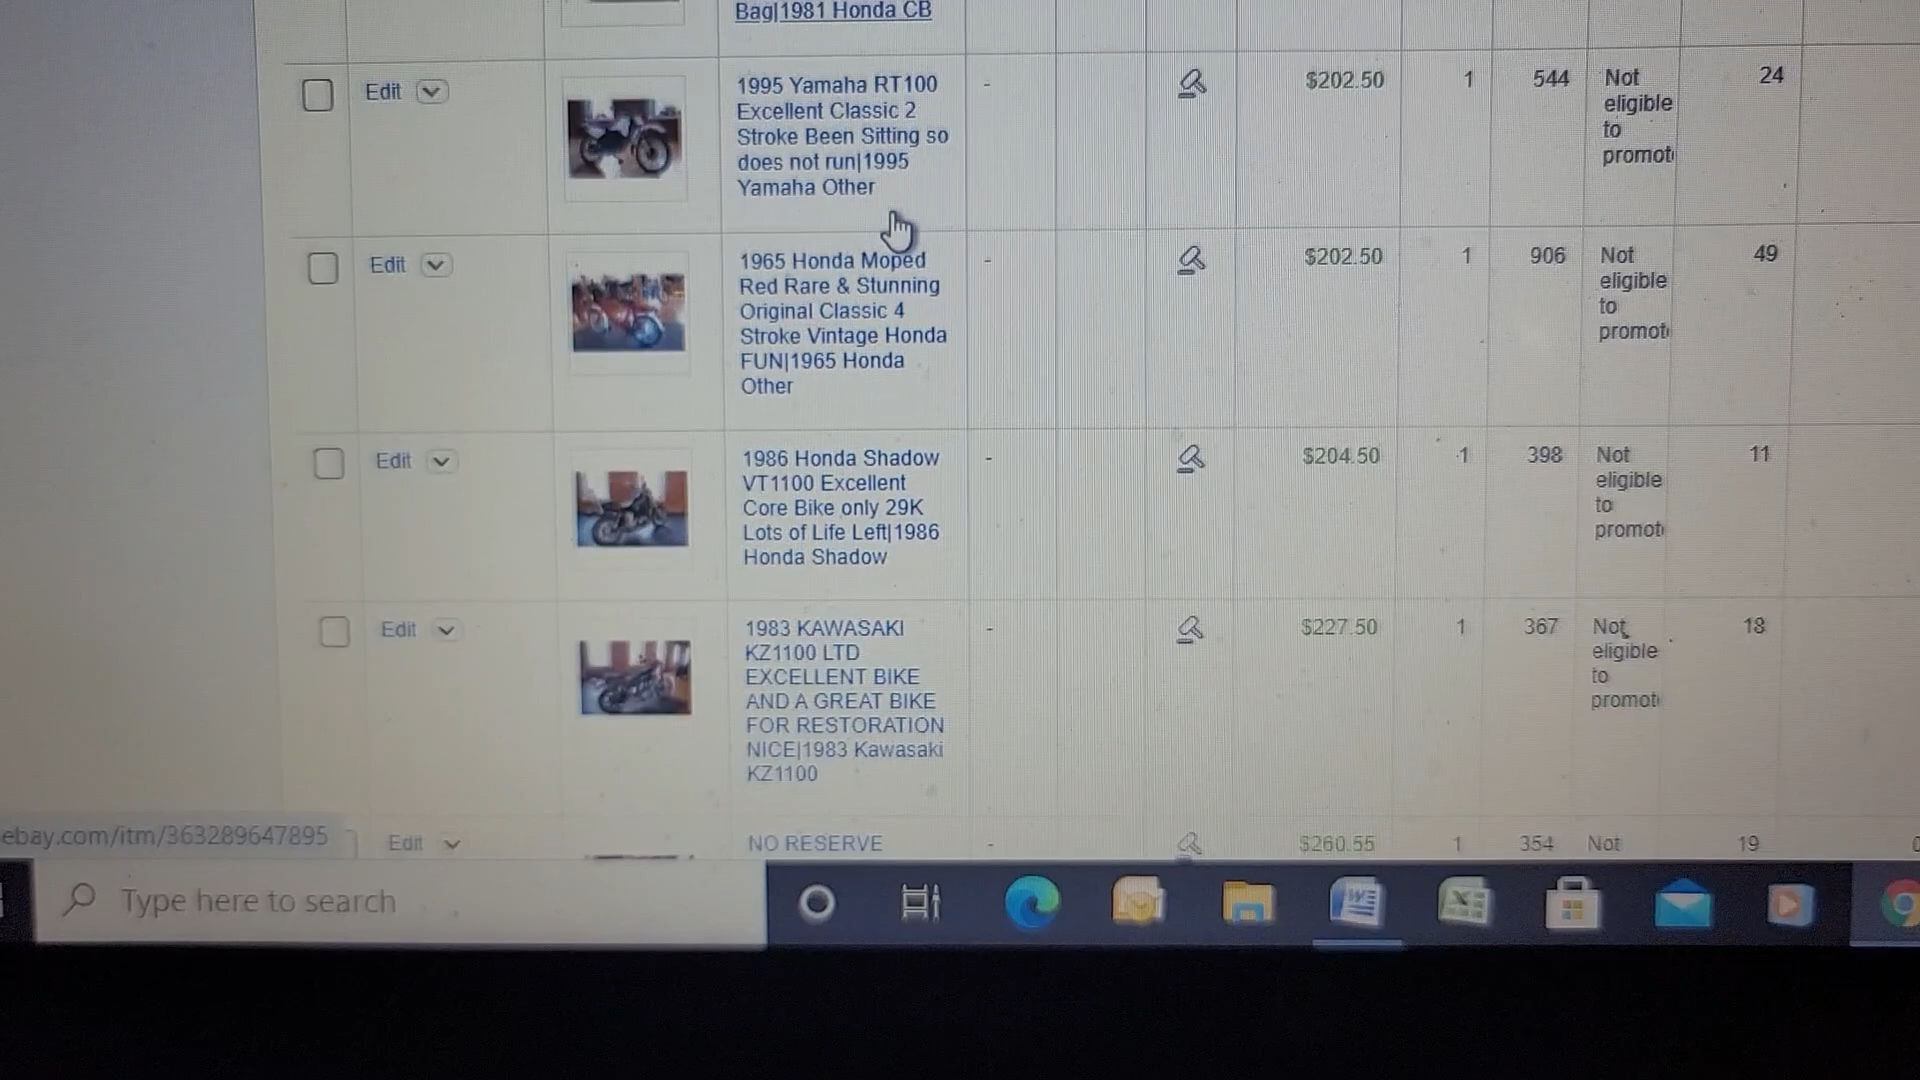 Bag|1981 Honda CB
Edit
1995 Yamaha RT100
Excellent Classic 2
Stroke Been Sitting so
does not run|1995
Yamaha Other
-
$202.50
1
544
Not
eligible
to
promot
24
Edit
1965 Honda Moped
Red Rare & Stunning
Original Classic 4
Stroke Vintage Honda
FUN|1965 Honda
Other
-
$202.50
1
906
Not
eligible
to
promot
49
Edit
1986 Honda Shadow
VT1100 Excellent
Core Bike only 29K
Lots of Life Left|1986
Honda Shadow
-
$204.50
1
398
Not
eligible
to
promot
11
Edit
1983 KAWASAKI
KZ1100 LTD
EXCELLENT BIKE
AND A GREAT BIKE
FOR RESTORATION
NICE|1983 Kawasaki
KZ1100
-
$227.50
1
367
Not
eligible
to
promot
18
ebay.com/itm/363289647895
Edit
NO RESERVE
-
$260.55
1
354
Not
19
Type here to search